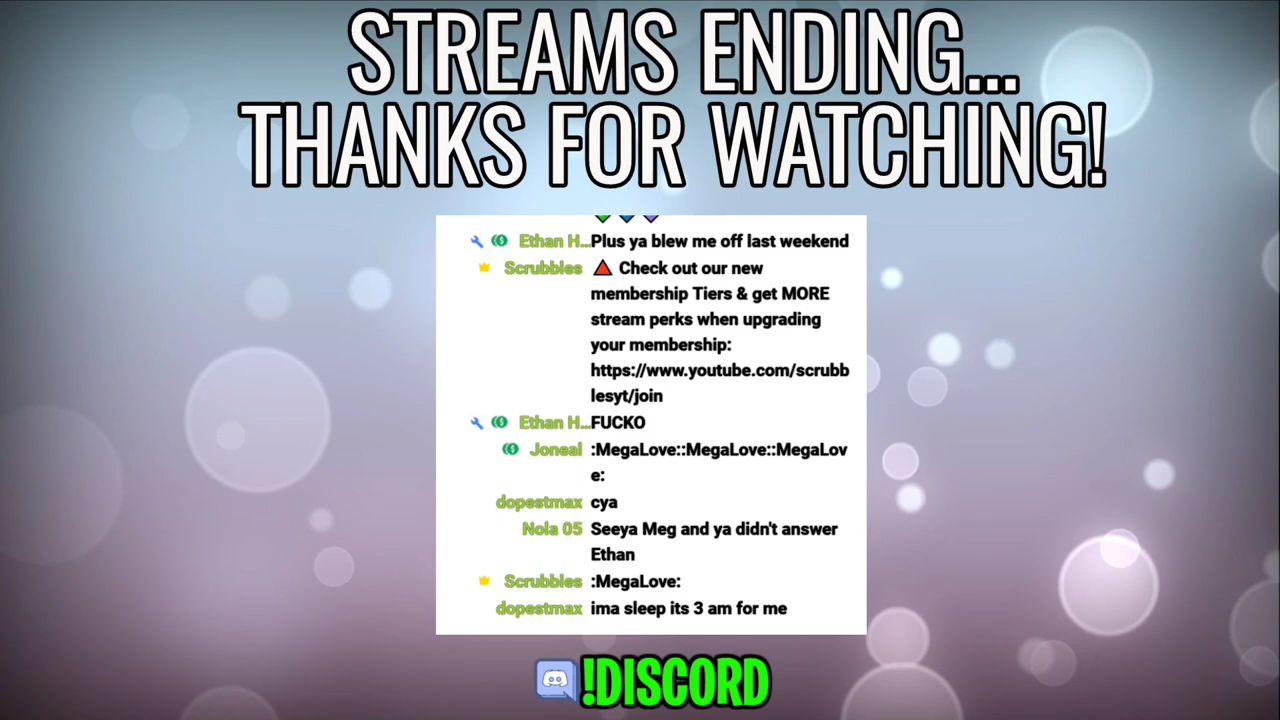 STREAMS ENDING...
THANKS FOR WATCHING!
Ethan H... Plus ya blew me off last weekend
Scrubbles 🔺 Check out our new
membership Tiers & get MORE
stream perks when upgrading
your membership:
https://www.youtube.com/scrubb
lesyt/join
Ethan H... FUCKO
Joneal :MegaLove::MegaLove::MegaLov
e:
dopestmax cya
Nola 05 Seeya Meg and ya didn't answer
Ethan
Scrubbles :MegaLove:
dopestmax ima sleep its 3 am for me
!DISCORD